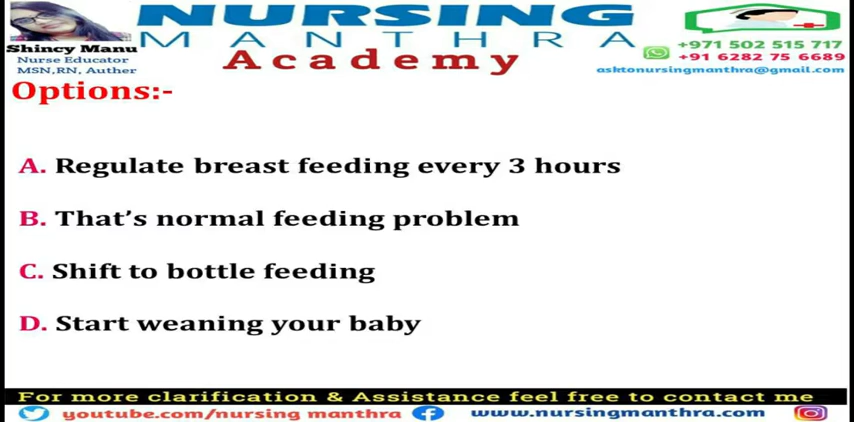 NURSING
MANTHRA
Academy
Shincy Manu
Nurse Educator
MSN,RN, Auther
+971 502 515 717
+91 6282 75 6689
asktonursingmanthra@gmail.com
Options:-
A. Regulate breast feeding every 3 hours
B. That's normal feeding problem
C. Shift to bottle feeding
D. Start weaning your baby
For more clarification & Assistance feel free to contact me
youtube.com/nursing manthra www.nursingmanthra.com